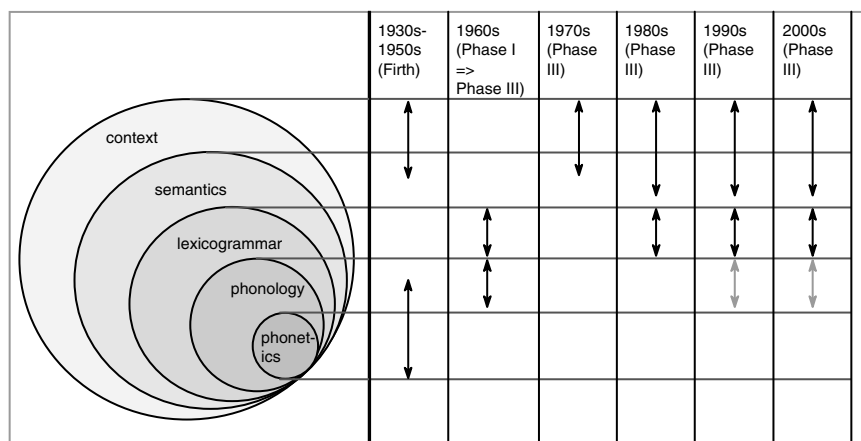 1930s-
1950s
(Firth)
1960s
(Phase I
=>
Phase III)
1970s
(Phase
III)
1980s
(Phase
III)
1990s
(Phase
III)
2000s
(Phase
III)
context
semantics
lexicogrammar
phonology
phonet-
ics